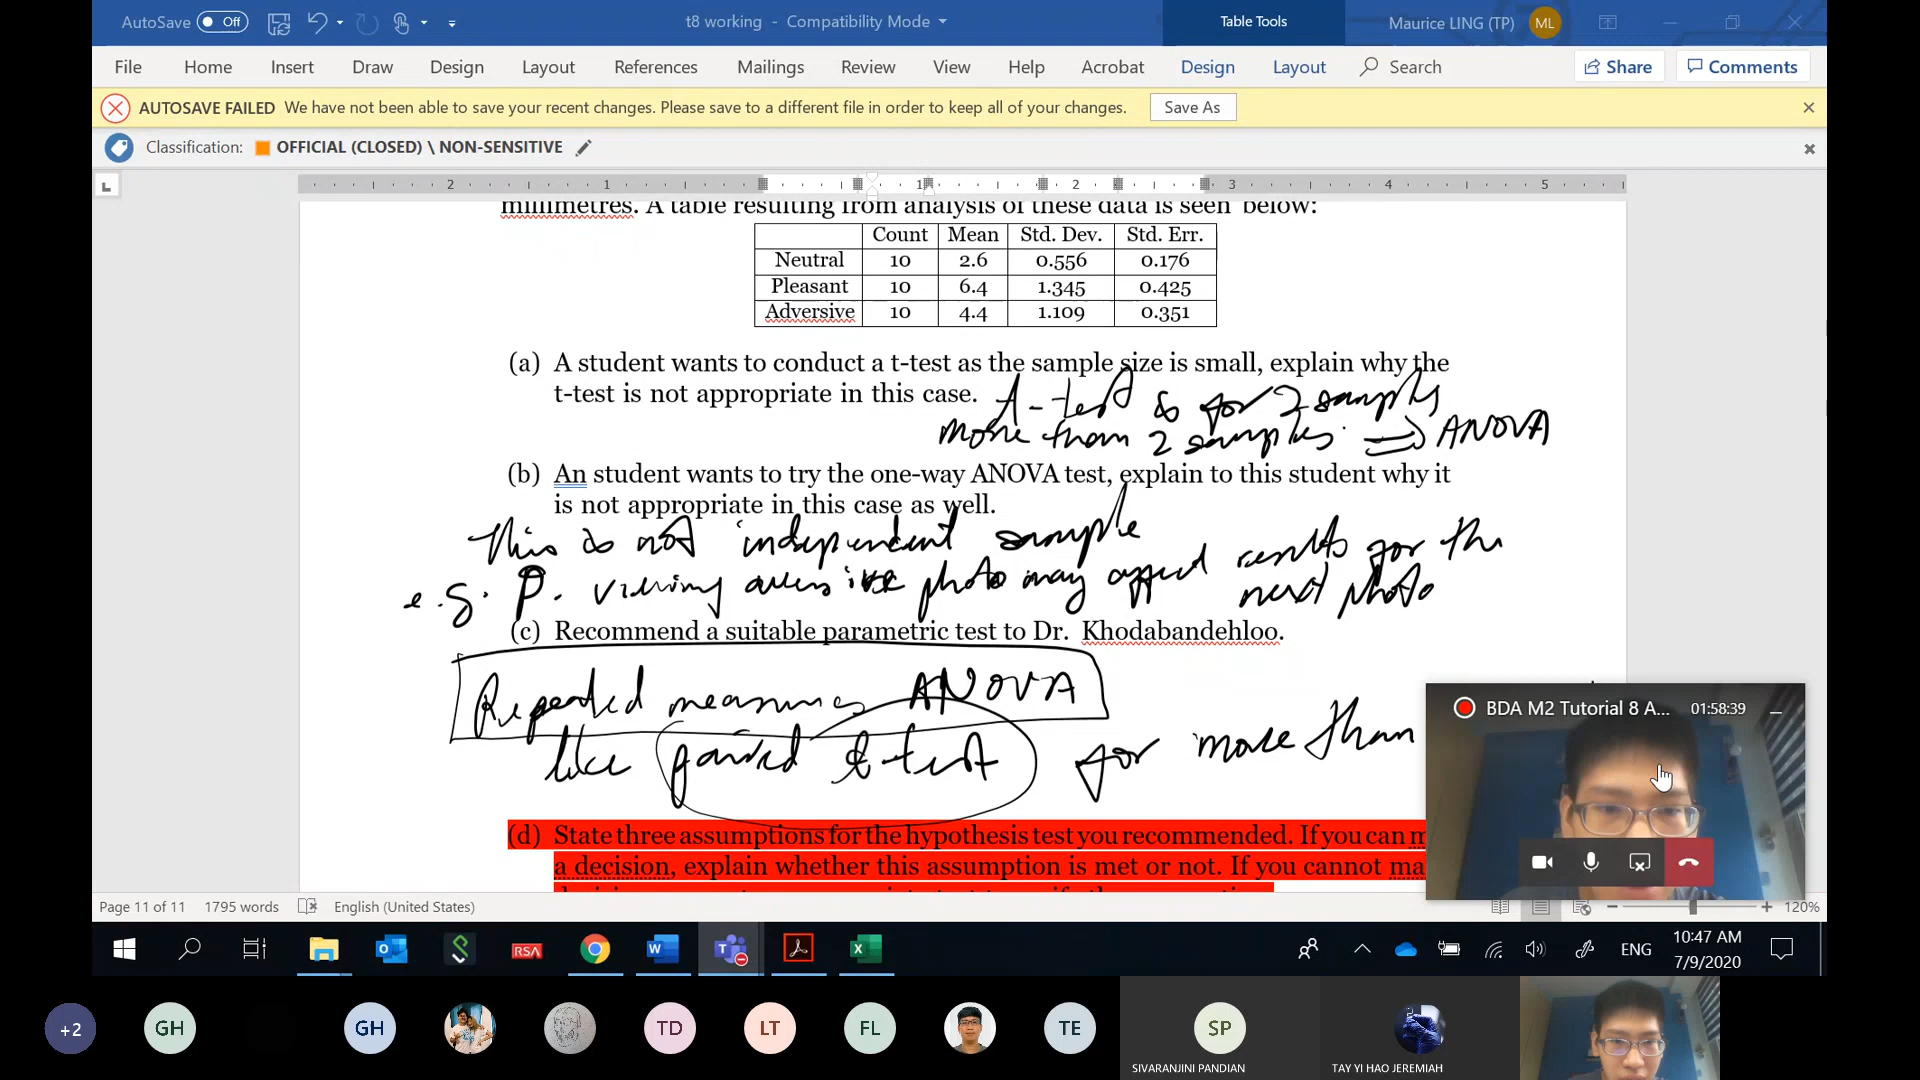 AutoSave Off t8 working - Compatibility Mode Table Tools Maurice LING (TP) ML
File Home Insert Draw Design Layout References Mailings Review View Help Acrobat Design Layout Search Share Comments
AUTOSAVE FAILED We have not been able to save your recent changes. Please save to a different file in order to keep all of your changes. Save As
Classification: OFFICIAL (CLOSED) \ NON-SENSITIVE
2 1 1 2 3 4 5
millimetres. A table resulting from analysis of these data is seen below:
Count Mean Std. Dev. Std. Err.
Neutral 10 2.6 0.556 0.176
Pleasant 10 6.4 1.345 0.425
Adversive 10 4.4 1.109 0.351
(a) A student wants to conduct a t-test as the sample size is small, explain why the
t-test is not appropriate in this case.
t-test is for 2 samples
more than 2 samples => ANOVA
(b) An student wants to try the one-way ANOVA test, explain to this student why it
is not appropriate in this case as well.
This is not independent sample
e.g. P. viewing aversive photo may affect results for the
next photo
(c) Recommend a suitable parametric test to Dr. Khodabandehloo.
Repeated measures ANOVA
like paired t-test for more than
(d) State three assumptions for the hypothesis test you recommended. If you can m
a decision, explain whether this assumption is met or not. If you cannot ma
BDA M2 Tutorial 8 A... 01:58:39
Page 11 of 11 1795 words English (United States) 120%
RSA ENG 10:47 AM
7/9/2020
+2 GH GH TD LT FL TE SP
SIVARANJINI PANDIAN TAY YI HAO JEREMIAH